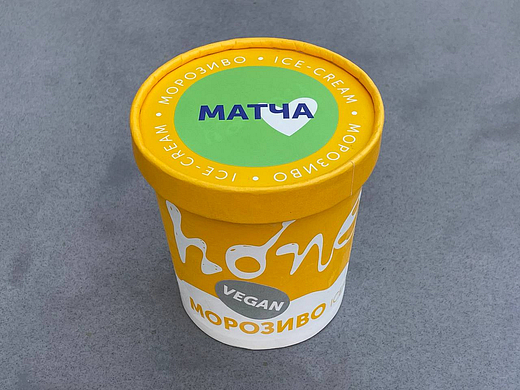 МОРОЗИВО • ICE-CREAM • МОРОЗИВО • ICE-CREAM •
МАТЧА
VEGAN
МОРОЗИВО